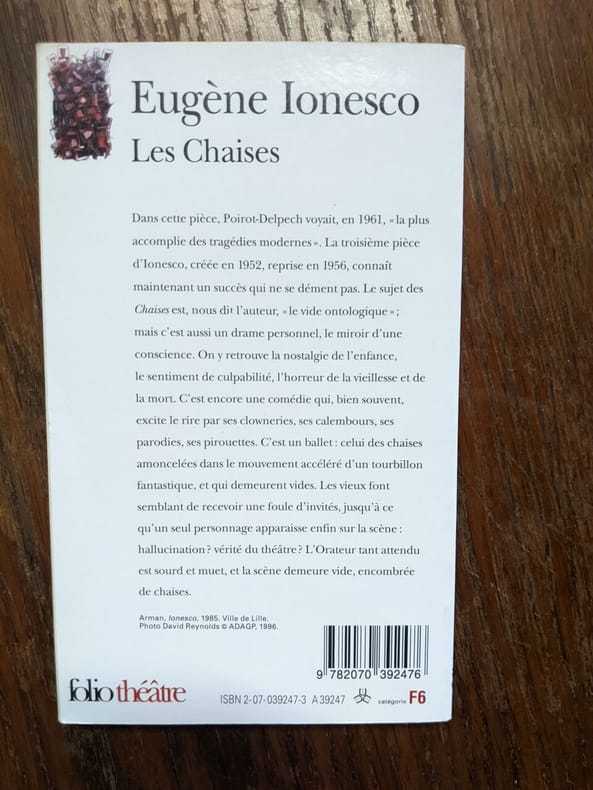 Eugène Ionesco
Les Chaises
Dans cette pièce, Poirot-Delpech voyait, en 1961, « la plus
accomplie des tragédies modernes ». La troisième pièce
d’Ionesco, créée en 1952, reprise en 1956, connaît
maintenant un succès qui ne se dément pas. Le sujet des
Chaises est, nous dit l’auteur, « le vide ontologique » ;
mais c’est aussi un drame personnel, le miroir d’une
conscience. On y retrouve la nostalgie de l’enfance,
le sentiment de culpabilité, l’horreur de la vieillesse et de
la mort. C’est encore une comédie qui, bien souvent,
excite le rire par ses clowneries, ses calembours, ses
parodies, ses pirouettes. C’est un ballet : celui des chaises
amoncelées dans le mouvement accéléré d’un tourbillon
fantastique, et qui demeurent vides. Les vieux font
semblant de recevoir une foule d’invités, jusqu’à ce
qu’un seul personnage apparaisse enfin sur la scène :
hallucination ? vérité du théâtre ? L’Orateur tant attendu
est sourd et muet, et la scène demeure vide, encombrée
de chaises.
Arman, Ionesco, 1985. Ville de Lille.
Photo David Reynolds © ADAGP, 1996.
9 782070 392476
folio théâtre
ISBN 2-07-039247-3 A 39247
catégorie F6